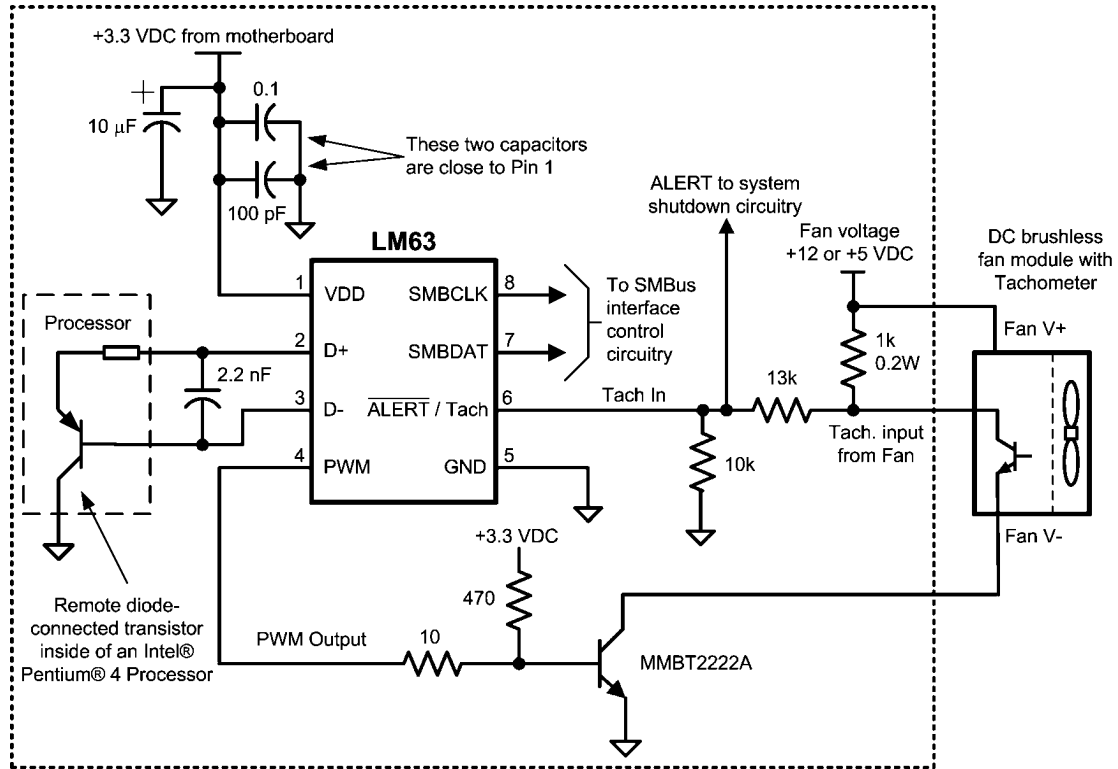 +3.3 VDC from motherboard
+
10 μF
0.1
100 pF
These two capacitors
are close to Pin 1
ALERT to system
shutdown circuitry
Fan voltage
+12 or +5 VDC
DC brushless
fan module with
Tachometer
LM63
1
VDD
SMBCLK
8
2
D+
SMBDAT
7
3
D-
ALERT / Tach
6
4
PWM
GND
5
To SMBus
interface
control
circuitry
Processor
2.2 nF
Fan V+
1k
0.2W
13k
Tach In
10k
Tach. input
from Fan
Fan V-
+3.3 VDC
470
Remote diode-
connected transistor
inside of an Intel®
Pentium® 4 Processor
PWM Output
10
MMBT2222A